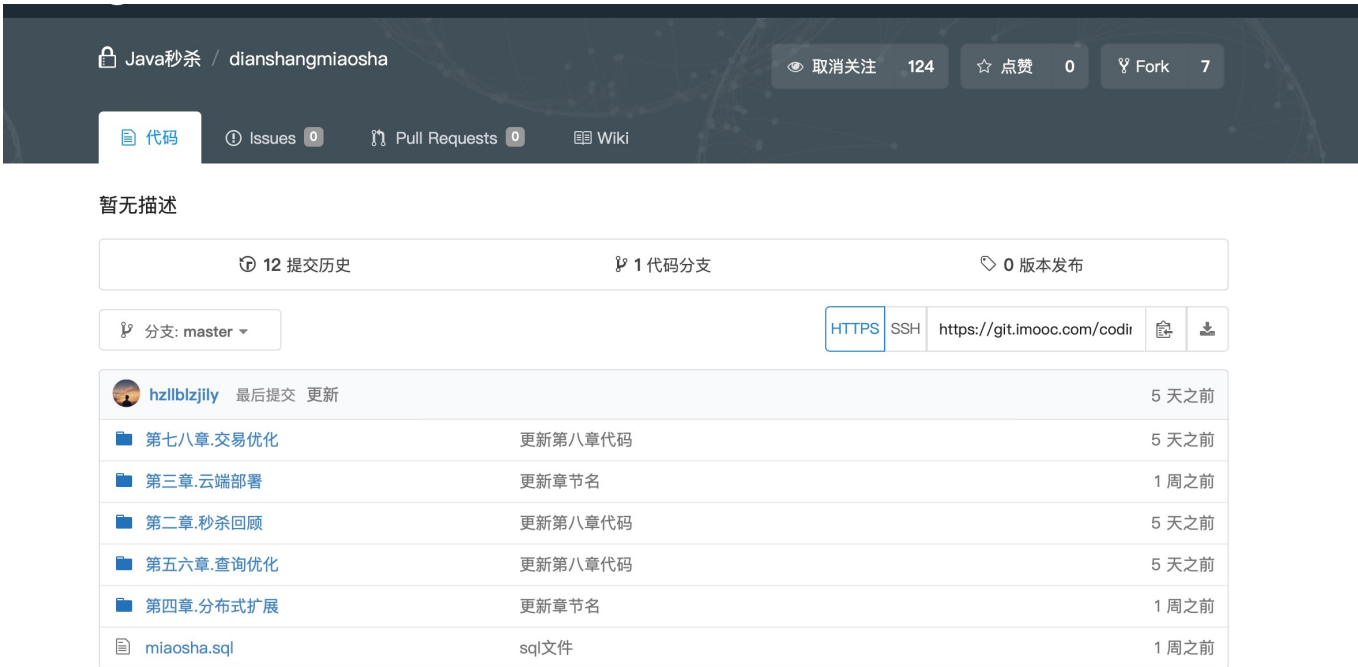 Java秒杀 / dianshangmiaosha
取消关注 124 点赞 0 Fork 7
代码 Issues 0 Pull Requests 0 Wiki
暂无描述
12 提交历史 1 代码分支 0 版本发布
分支: master HTTPS SSH https://git.imooc.com/codin
hzllblzjily 最后提交 更新 5 天之前
第七八章.交易优化 更新第八章代码 5 天之前
第三章.云端部署 更新章节名 1 周之前
第二章.秒杀回顾 更新第八章代码 5 天之前
第五六章.查询优化 更新第八章代码 5 天之前
第四章.分布式扩展 更新章节名 1 周之前
miaosha.sql sql文件 1 周之前